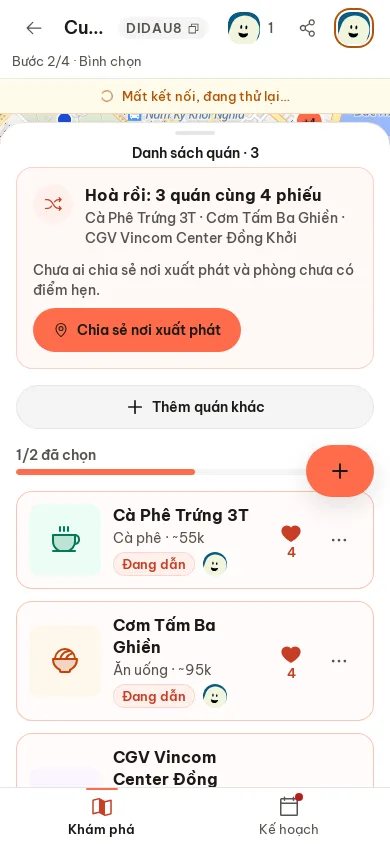 Cu...
DIDAU8
1
Bước 2/4 · Bình chọn
Mất kết nối, đang thử lại...
Nam Kỳ Khởi Nghĩa
Danh sách quán · 3
Hoà rồi: 3 quán cùng 4 phiếu
Cà Phê Trứng 3T · Cơm Tấm Ba Ghiền ·
CGV Vincom Center Đồng Khởi
Chưa ai chia sẻ nơi xuất phát và phòng chưa có
điểm hẹn.
Chia sẻ nơi xuất phát
Thêm quán khác
1/2 đã chọn
Cà Phê Trứng 3T
Cà phê · ~55k
Đang dẫn
4
Cơm Tấm Ba
Ghiền
Ăn uống · ~95k
Đang dẫn
4
CGV Vincom
Center Đồng
Khám phá
Kế hoạch